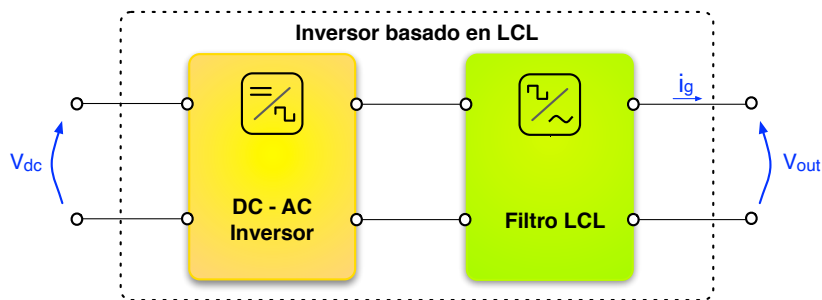 Inversor basado en LCL
ig
Vdc
Vout
DC - AC
Inversor
Filtro LCL